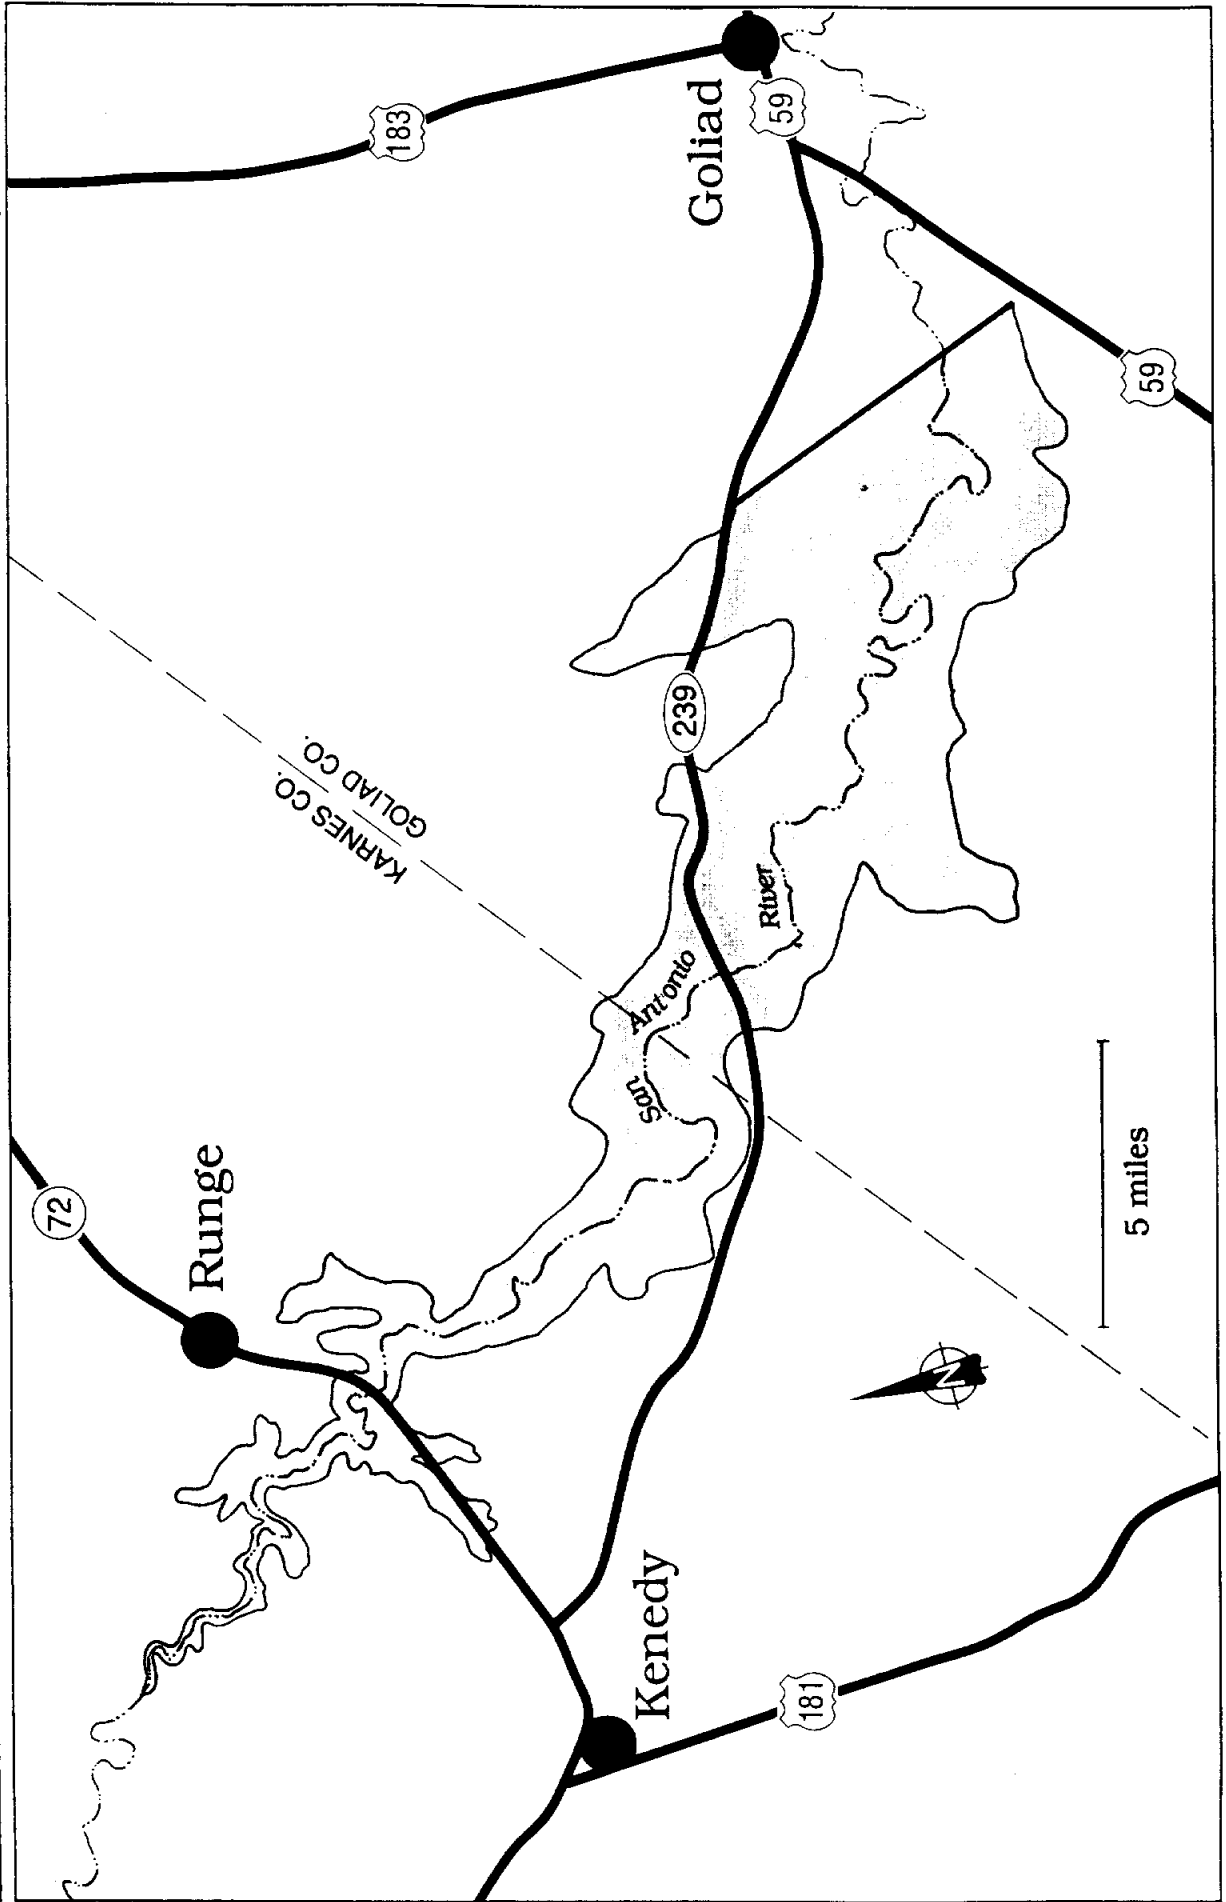 183
Goliad
59
59
KARNES CO.
GOLIAD CO.
239
San Antonio River
72
Runge
5 miles
N
Kenedy
181